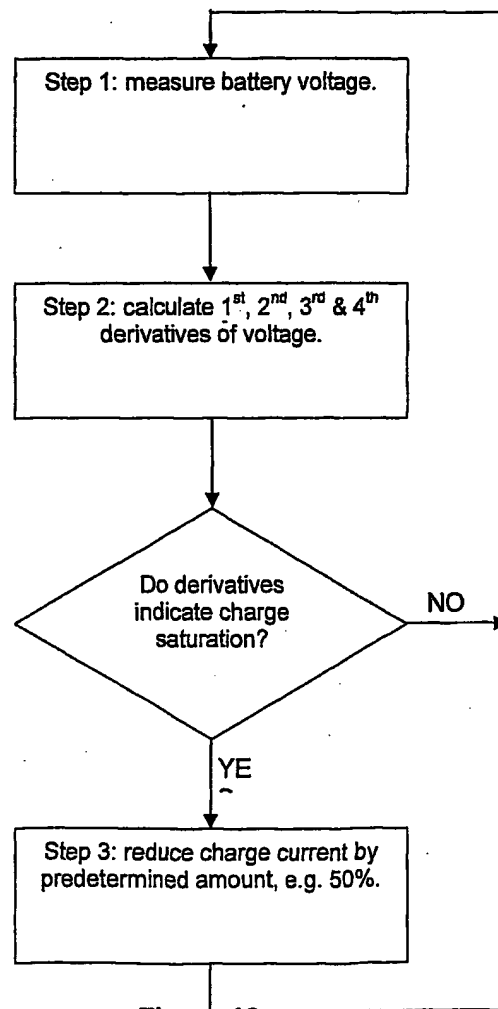 Step 1: measure battery voltage.
Step 2: calculate 1st, 2nd, 3rd & 4th
derivatives of voltage.
Do derivatives
indicate charge
saturation?
NO
YE
Step 3: reduce charge current by
predetermined amount, e.g. 50%.